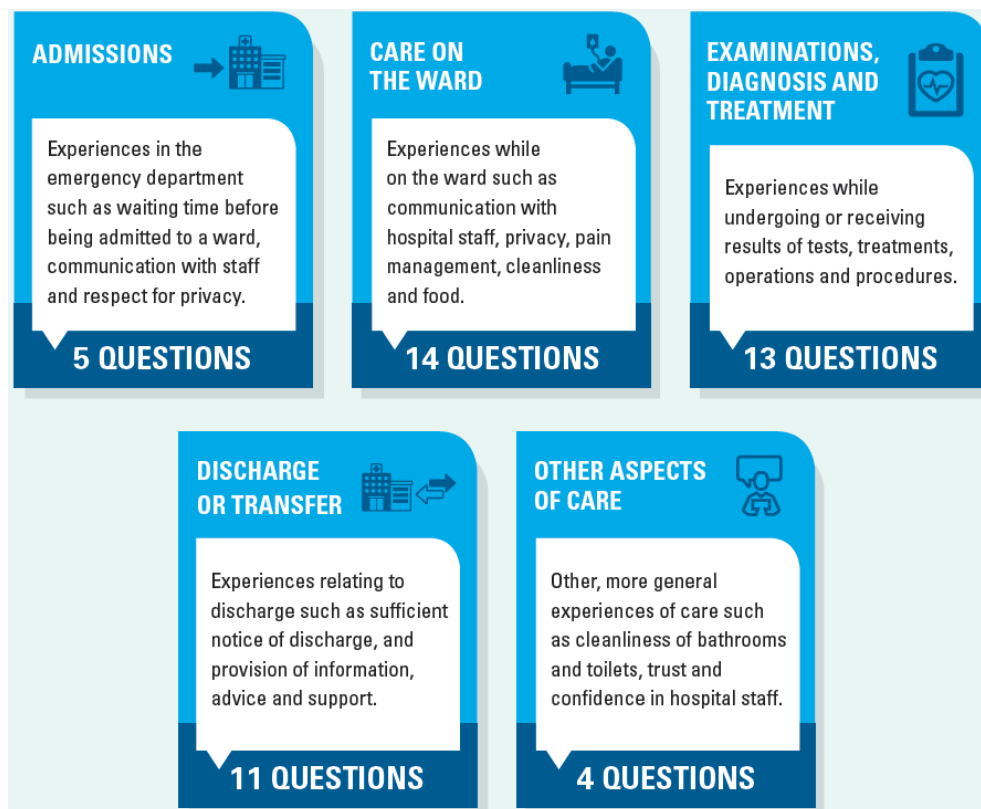 ADMISSIONS
Experiences in the
emergency department
such as waiting time before
being admitted to a ward,
communication with staff
and respect for privacy.
5 QUESTIONS
CARE ON
THE WARD
Experiences while
on the ward such as
communication with
hospital staff, privacy, pain
management, cleanliness
and food.
14 QUESTIONS
EXAMINATIONS,
DIAGNOSIS AND
TREATMENT
Experiences while
undergoing or receiving
results of tests, treatments,
operations and procedures.
13 QUESTIONS
DISCHARGE
OR TRANSFER
Experiences relating to
discharge such as sufficient
notice of discharge, and
provision of information,
advice and support.
11 QUESTIONS
OTHER ASPECTS
OF CARE
Other, more general
experiences of care such
as cleanliness of bathrooms
and toilets, trust and
confidence in hospital staff.
4 QUESTIONS